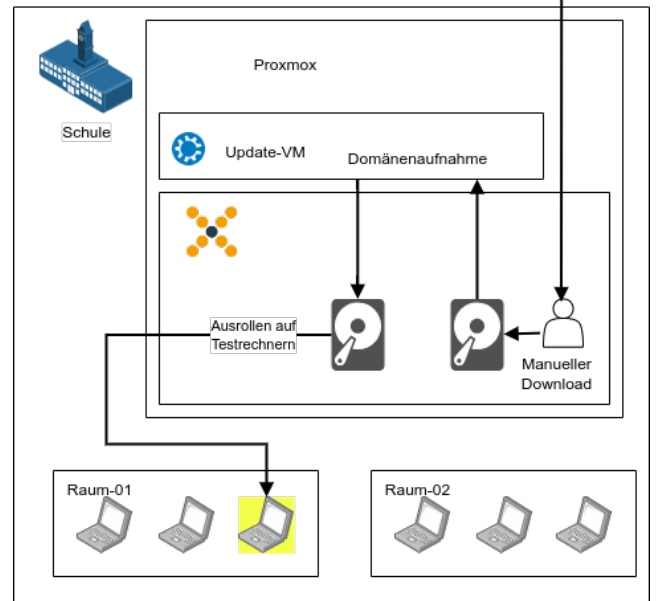 Proxmox
Schule
Update-VM
Domänenaufnahme
Ausrollen auf
Testrechnern
Manueller
Download
Raum-01
Raum-02